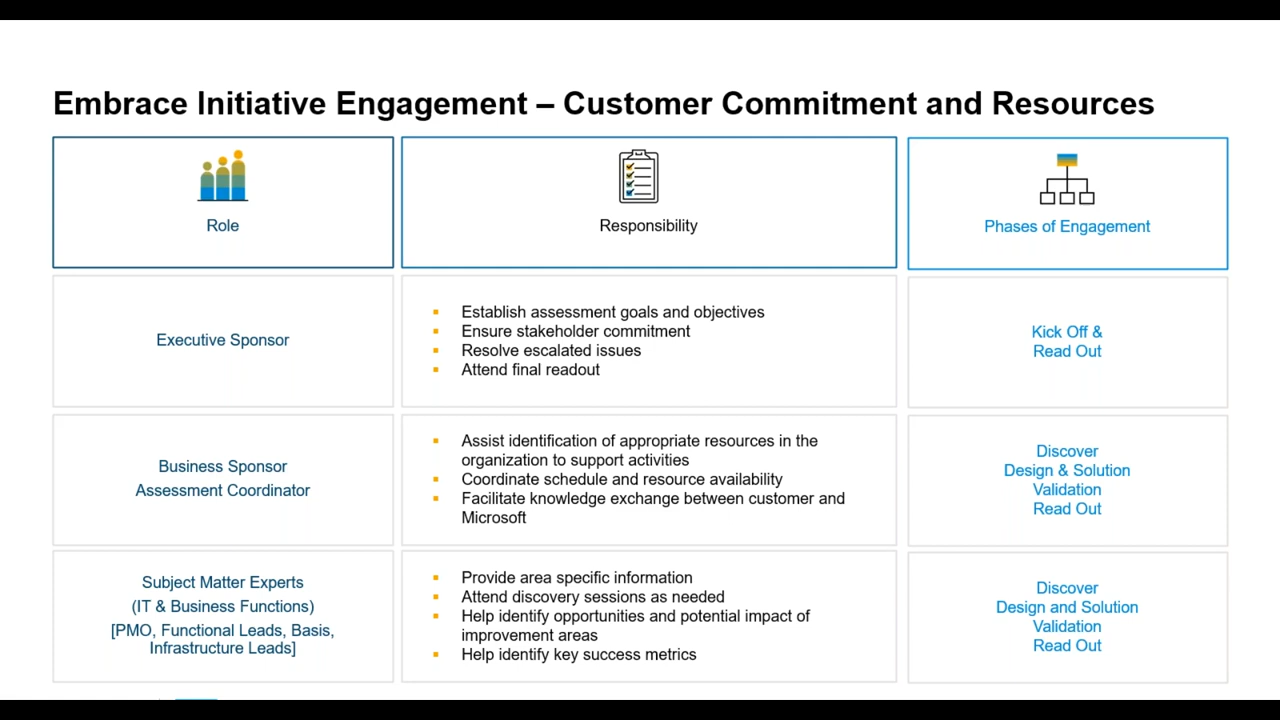 Embrace Initiative Engagement – Customer Commitment and Resources
Role
Responsibility
Phases of Engagement
Executive Sponsor
Establish assessment goals and objectives
Ensure stakeholder commitment
Resolve escalated issues
Attend final readout
Kick Off &
Read Out
Business Sponsor
Assessment Coordinator
Assist identification of appropriate resources in the
organization to support activities
Coordinate schedule and resource availability
Facilitate knowledge exchange between customer and
Microsoft
Discover
Design & Solution
Validation
Read Out
Subject Matter Experts
(IT & Business Functions)
[PMO, Functional Leads, Basis,
Infrastructure Leads]
Provide area specific information
Attend discovery sessions as needed
Help identify opportunities and potential impact of
improvement areas
Help identify key success metrics
Discover
Design and Solution
Validation
Read Out